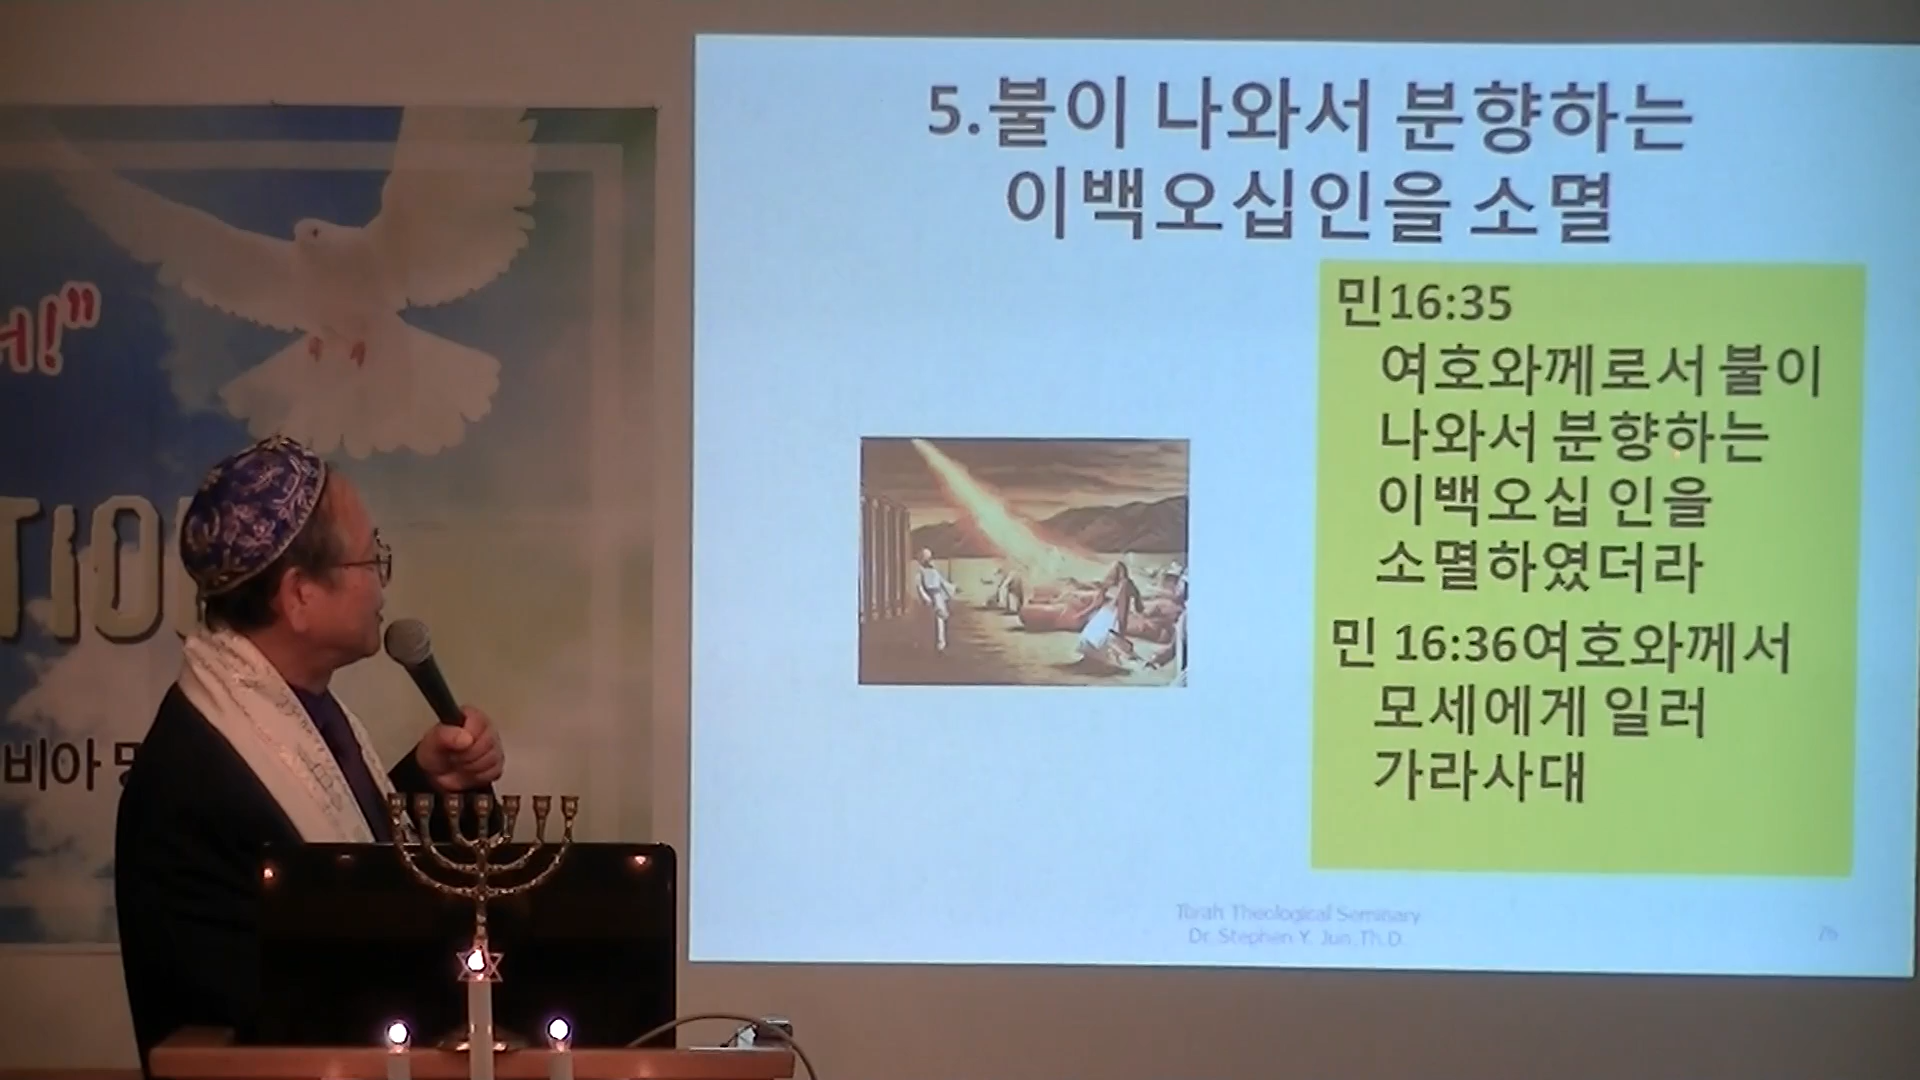 5.불이 나와서 분향하는
이백오십인을 소멸
민16:35
여호와께로서 불이
나와서 분향하는
이백오십 인을
소멸하였더라
민 16:36여호와께서
모세에게 일러
가라사대
Torah Theological Seminary
Dr. Stephen Y. Jun.Th.D.
!"
TIO
비아